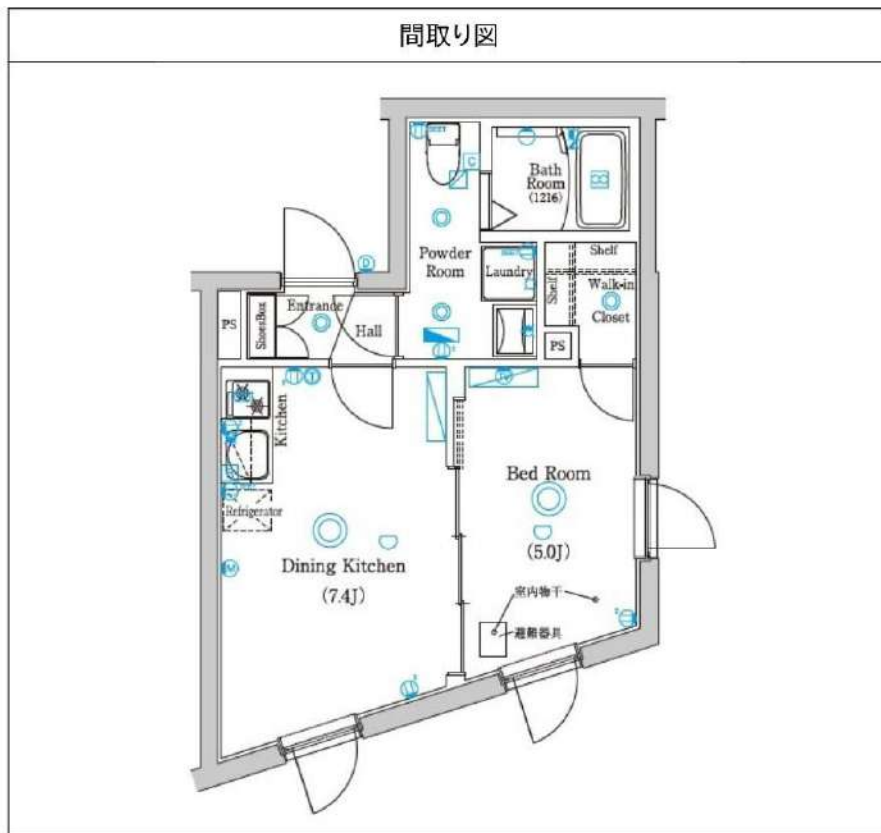 間取り図
Bath
Room
(1216)
C
Powder
Room
Laundry
Shelf
Shelf
Walk-in
Closet
PS
D
PS
ShoesBox
Entrance
Hall
T
TV
Kitchen
Refrigerator
M
Dining Kitchen
(7.4J)
Bed Room
(5.0J)
室内物干
避難器具